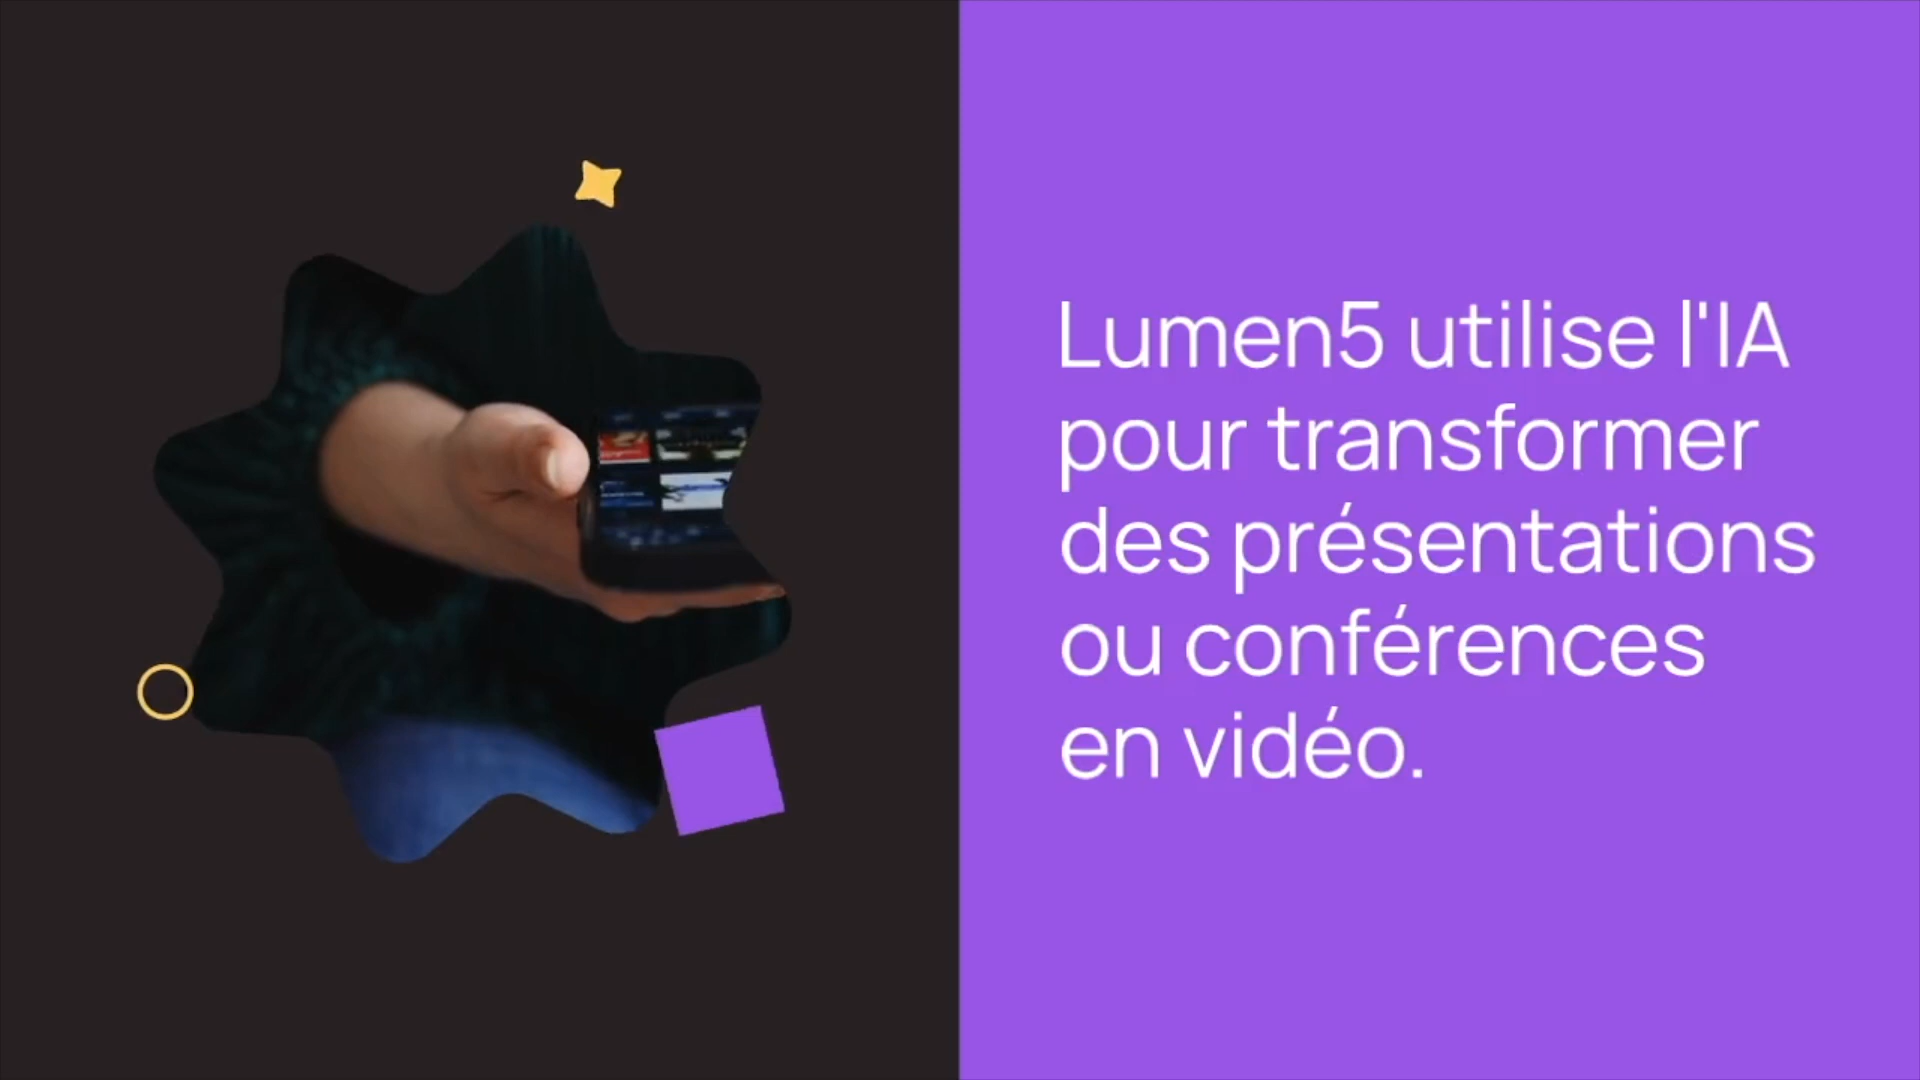 Lumen5 utilise l'IA
pour transformer
des présentations
ou conférences
en vidéo.